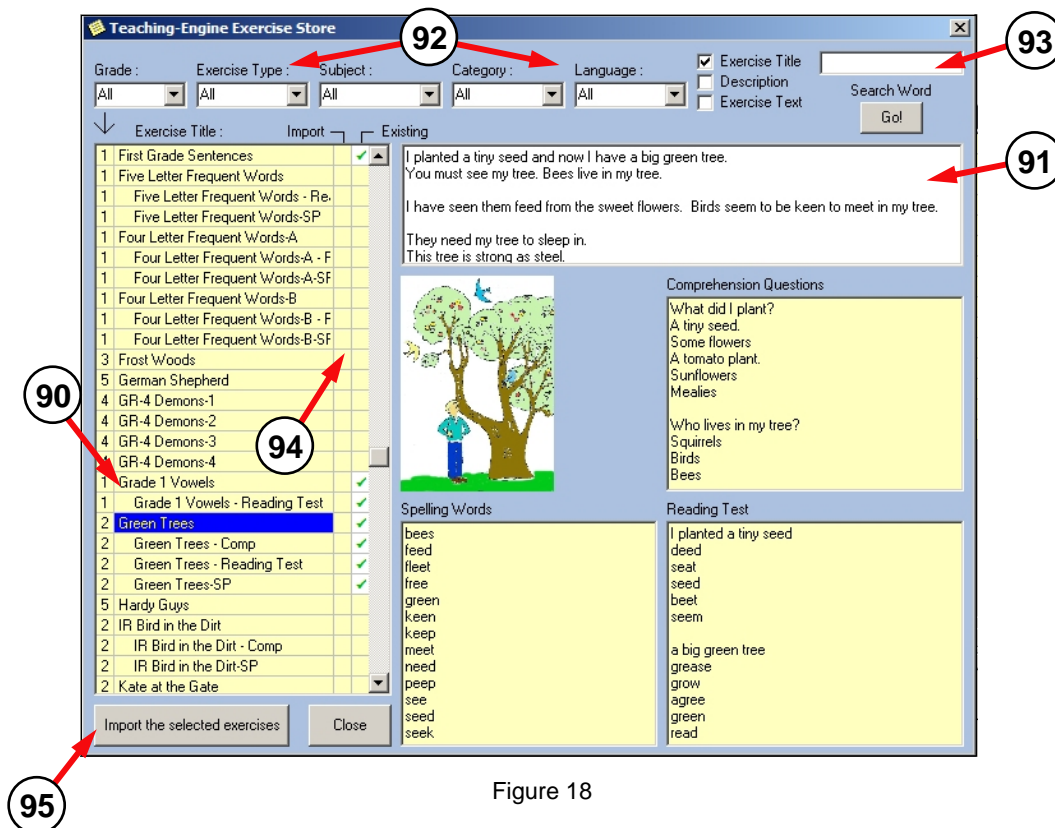 Teaching-Engine Exercise Store
92
93
Grade :
Exercise Type :
Subject :
Category :
Language :
All
All
All
All
All
Exercise Title
Description
Exercise Text
Search Word
Go!
Exercise Title :
Import
Existing
1 First Grade Sentences
1 Five Letter Frequent Words
1 Five Letter Frequent Words - Re
1 Five Letter Frequent Words-SP
1 Four Letter Frequent Words-A
1 Four Letter Frequent Words-A - F
1 Four Letter Frequent Words-A-SF
1 Four Letter Frequent Words-B
1 Four Letter Frequent Words-B - F
1 Four Letter Frequent Words-B-SF
3 Frost Woods
5 German Shepherd
4 GR-4 Demons-1
4 GR-4 Demons-2
4 GR-4 Demons-3
4 GR-4 Demons-4
1 Grade 1 Vowels
1 Grade 1 Vowels - Reading Test
2 Green Trees
2 Green Trees - Comp
2 Green Trees - Reading Test
2 Green Trees-SP
5 Hardy Guys
2 IR Bird in the Dirt
2 IR Bird in the Dirt - Comp
2 IR Bird in the Dirt-SP
2 Kate at the Gate
90
94
Import the selected exercises
Close
95
I planted a tiny seed and now I have a big green tree.
You must see my tree. Bees live in my tree.
I have seen them feed from the sweet flowers. Birds seem to be keen to meet in my tree.
They need my tree to sleep in.
This tree is strong as steel.
91
Comprehension Questions
What did I plant?
A tiny seed.
Some flowers
A tomato plant.
Sunflowers
Mealies
Who lives in my tree?
Squirrels
Birds
Bees
Spelling Words
bees
feed
fleet
free
green
keen
keep
meet
need
peep
see
seed
seek
Reading Test
I planted a tiny seed
deed
seat
seed
beet
seem
a big green tree
grease
grow
agree
green
read
Figure 18